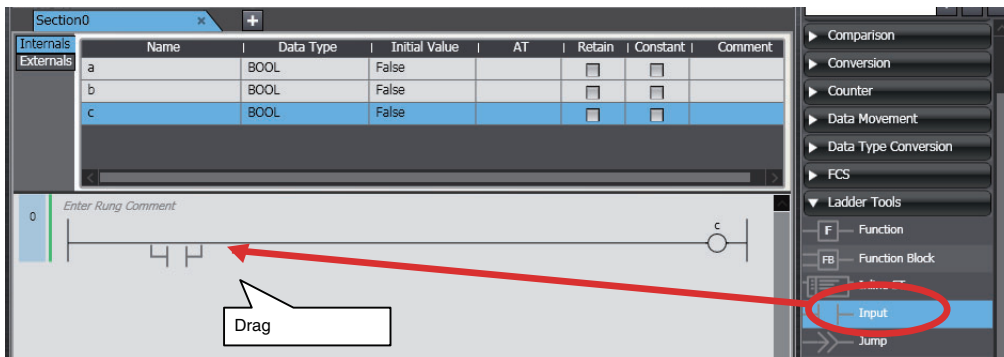 Section0 × +
Internals
Externals
Name | Data Type | Initial Value | AT | Retain | Constant | Comment
a BOOL False
b BOOL False
c BOOL False
0 Enter Rung Comment
c
Drag
Comparison
Conversion
Counter
Data Movement
Data Type Conversion
FCS
Ladder Tools
F Function
FB Function Block
Inline ST
Input
Jump